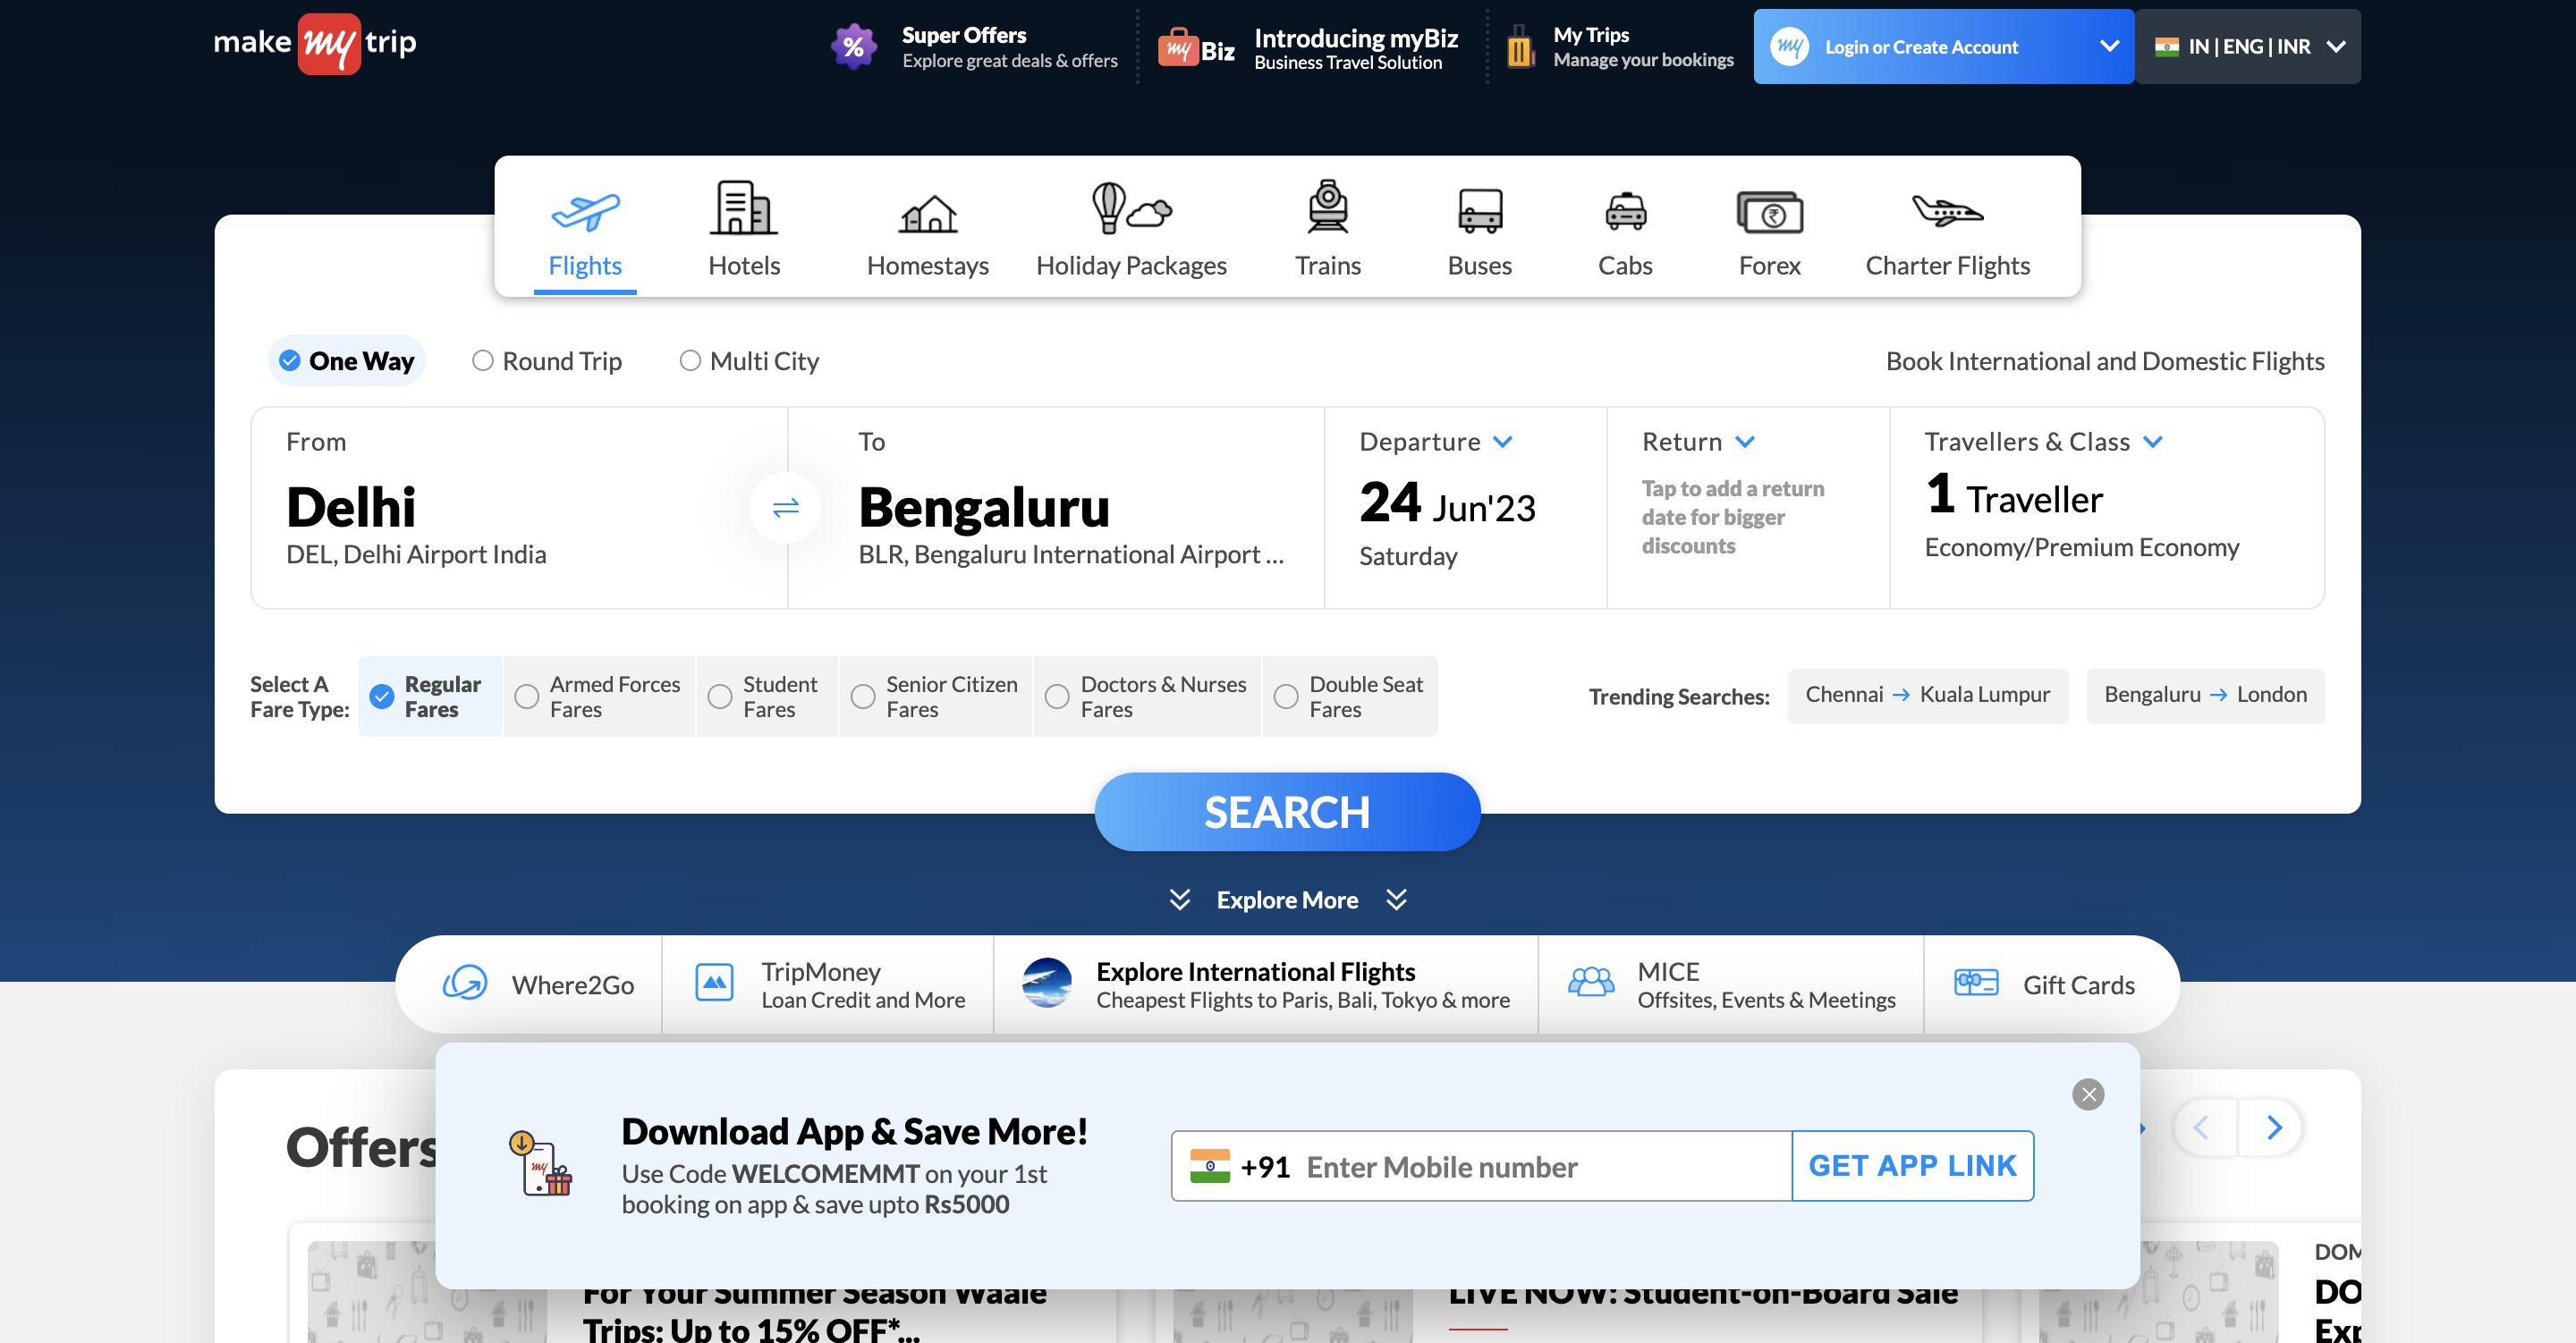 make my trip
%
Super Offers
Explore great deals & offers
my Biz
Introducing myBiz
Business Travel Solution
My Trips
Manage your bookings
my
Login or Create Account
IN | ENG | INR
Flights
Hotels
Homestays
Holiday Packages
Trains
Buses
Cabs
Forex
Charter Flights
One Way
Round Trip
Multi City
Book International and Domestic Flights
From
Delhi
DEL, Delhi Airport India
To
Bengaluru
BLR, Bengaluru International Airport ...
Departure
24 Jun'23
Saturday
Return
Tap to add a return
date for bigger
discounts
Travellers & Class
1 Traveller
Economy/Premium Economy
Select A
Fare Type:
Regular
Fares
Armed Forces
Fares
Student
Fares
Senior Citizen
Fares
Doctors & Nurses
Fares
Double Seat
Fares
Trending Searches:
Chennai → Kuala Lumpur
Bengaluru → London
SEARCH
Explore More
Where2Go
TripMoney
Loan Credit and More
Explore International Flights
Cheapest Flights to Paris, Bali, Tokyo & more
MICE
Offsites, Events & Meetings
Gift Cards
Offers
my
Download App & Save More!
Use Code WELCOMEMMT on your 1st
booking on app & save upto Rs5000
+91 Enter Mobile number
GET APP LINK
For Your Summer Season Waale
Trips: Up to 15% OFF*...
LIVE NOW: Student-on-Board Sale
DOM
DO
Exp